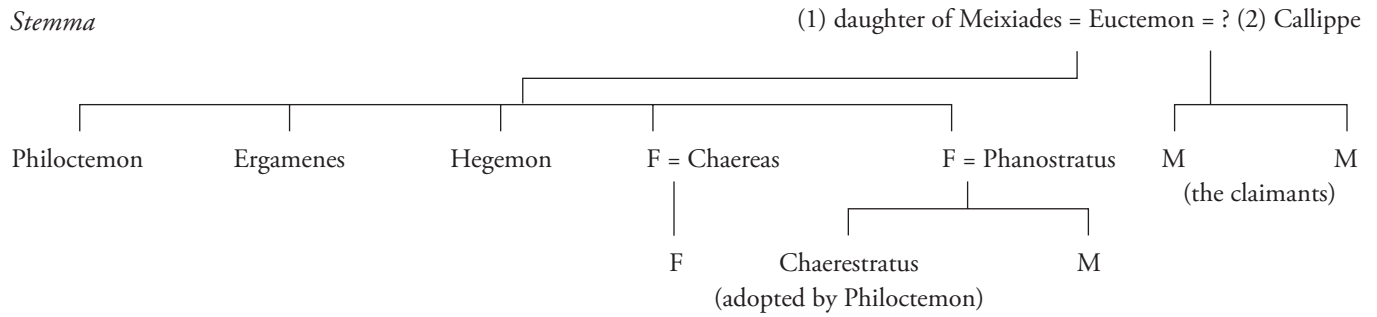 Stemma
(1) daughter of Meixiades = Euctemon = ? (2) Callippe
Philoctemon Ergamenes Hegemon F = Chaereas F = Phanostratus M M
(the claimants)
F Chaerestratus M
(adopted by Philoctemon)